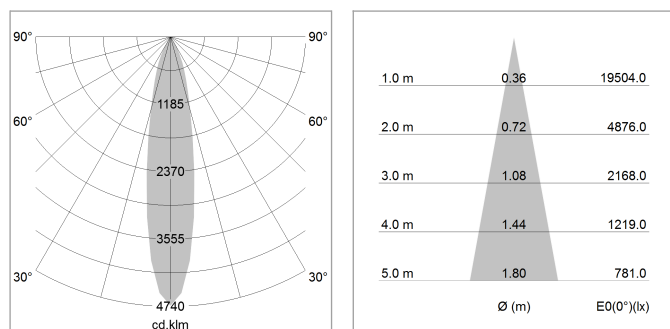 90° 90°
1185
60° 60°
2370
3555
30° 30°
4740
cd.klm
1.0 m 0.36 19504.0
2.0 m 0.72 4876.0
3.0 m 1.08 2168.0
4.0 m 1.44 1219.0
5.0 m 1.80 781.0
Ø (m) E0(0°)(lx)